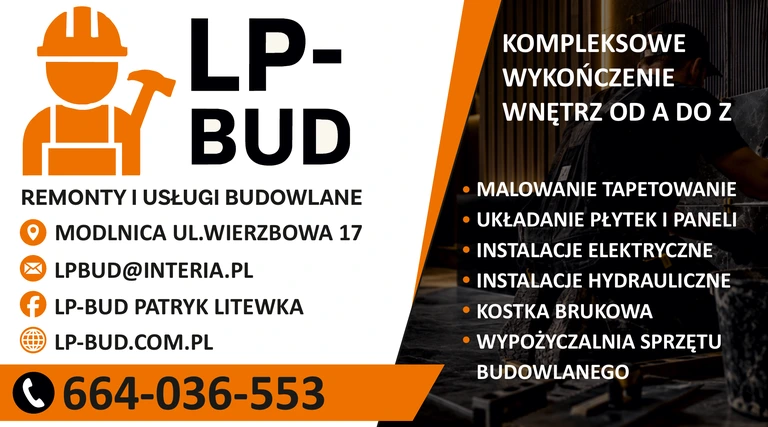 LP-
BUD
REMONTY I USŁUGI BUDOWLANE
MODLNICA UL.WIERZBOWA 17
LPBUD@INTERIA.PL
LP-BUD PATRYK LITEWKA
LP-BUD.COM.PL
664-036-553
KOMPLEKSOWE
WYKOŃCZENIE
WNĘTRZ OD A DO Z
• MALOWANIE TAPETOWANIE
• UKŁADANIE PŁYTEK I PANELI
• INSTALACJE ELEKTRYCZNE
• INSTALACJE HYDRAULICZNE
• KOSTKA BRUKOWA
• WYPOŻYCZALNIA SPRZĘTU
BUDOWLANEGO